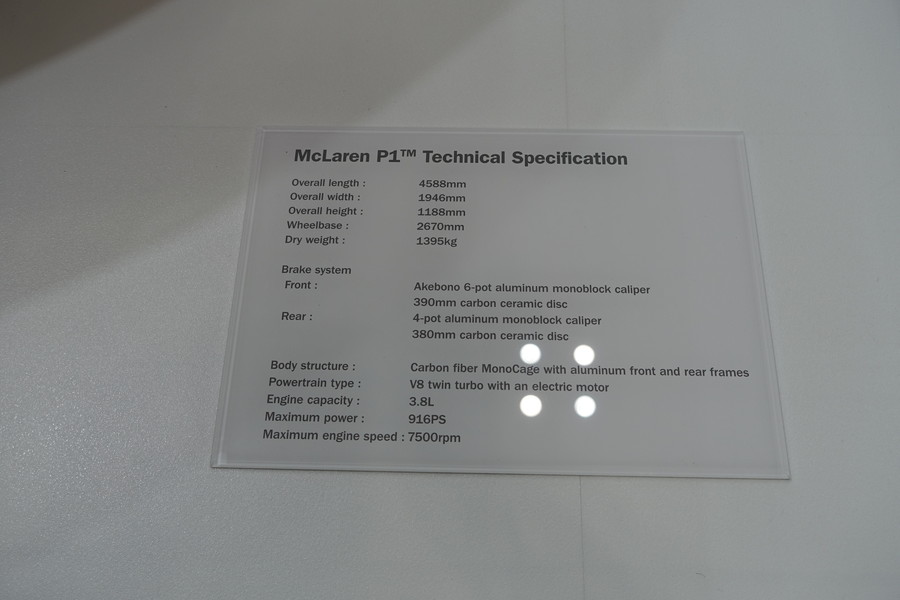 McLaren P1™ Technical Specification
Overall length : 4588mm
Overall width : 1946mm
Overall height : 1188mm
Wheelbase : 2670mm
Dry weight : 1395kg
Brake system
Front : Akebono 6-pot aluminum monoblock caliper
390mm carbon ceramic disc
Rear : 4-pot aluminum monoblock caliper
380mm carbon ceramic disc
Body structure : Carbon fiber MonoCage with aluminum front and rear frames
Powertrain type : V8 twin turbo with an electric motor
Engine capacity : 3.8L
Maximum power : 916PS
Maximum engine speed : 7500rpm